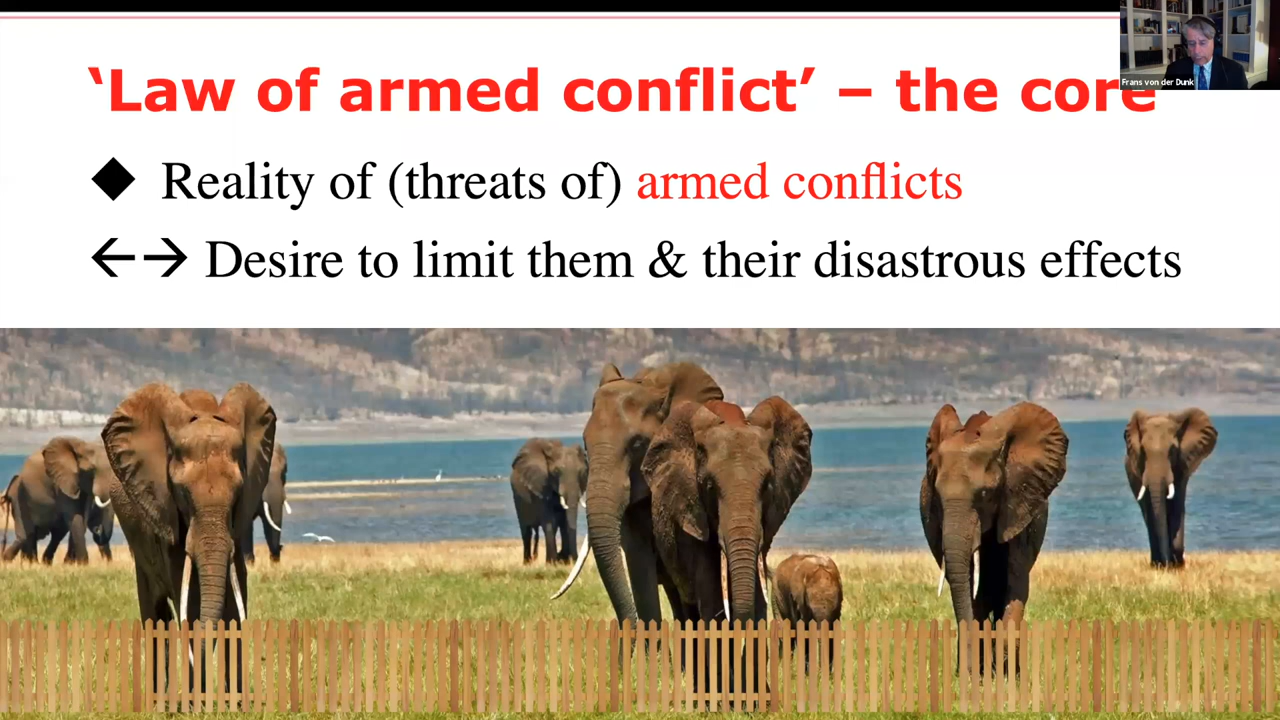 ‘Law of armed conflict’ – the core
Frans von der Dunk
◆ Reality of (threats of) armed conflicts
←→ Desire to limit them & their disastrous effects